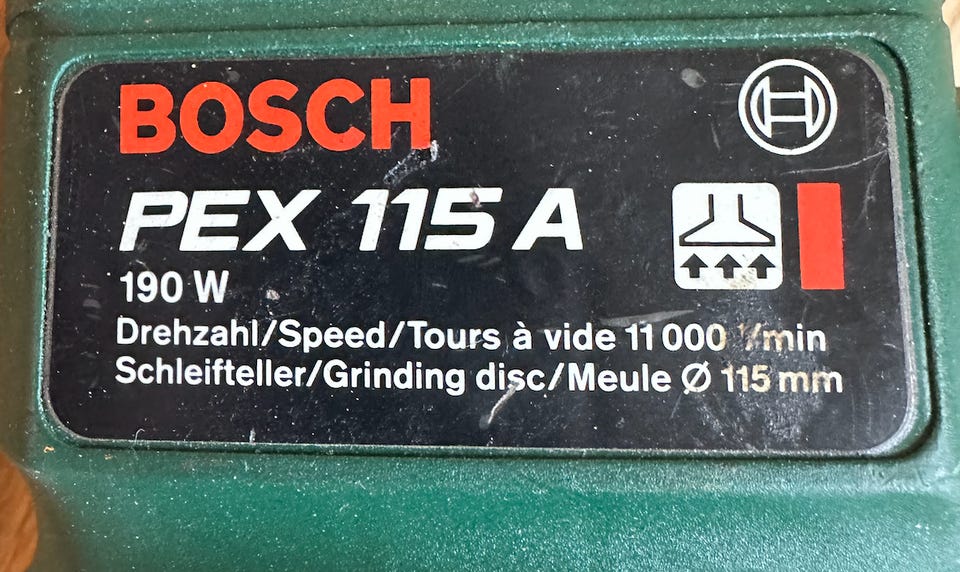 BOSCH
PEX 115 A
190 W
Drehzahl/Speed/Tours à vide 11 000 1/min
Schleifteller/Grinding disc/Meule Ø 115 mm